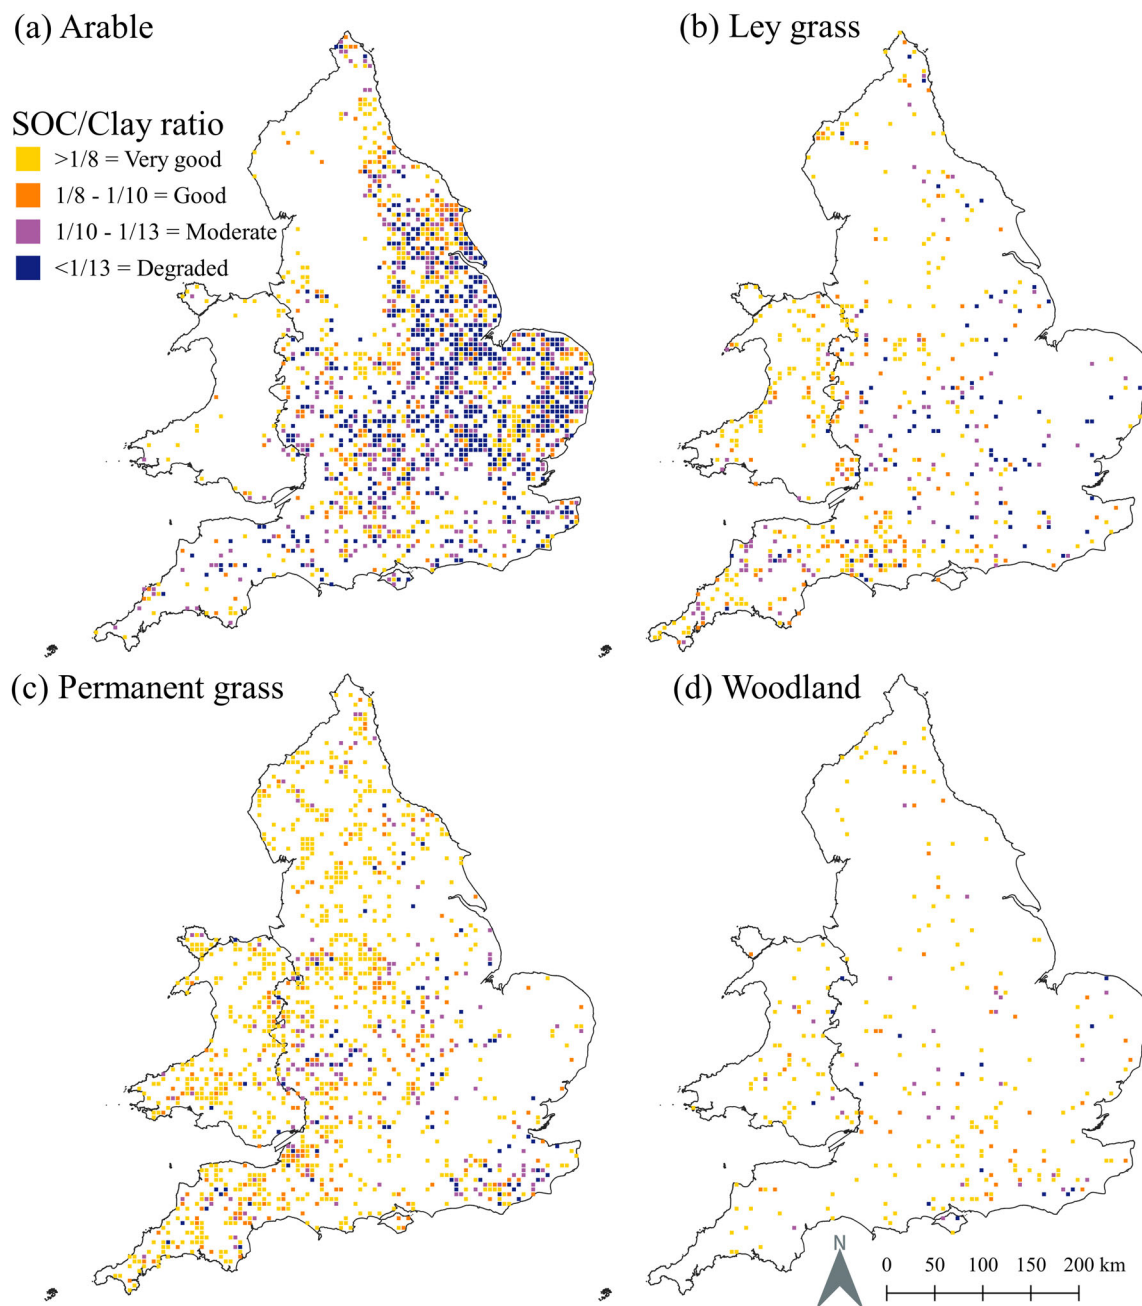 (a) Arable
(b) Ley grass
SOC/Clay ratio
>1/8 = Very good
1/8 - 1/10 = Good
1/10 - 1/13 = Moderate
<1/13 = Degraded
(c) Permanent grass
(d) Woodland
N
0 50 100 150 200 km